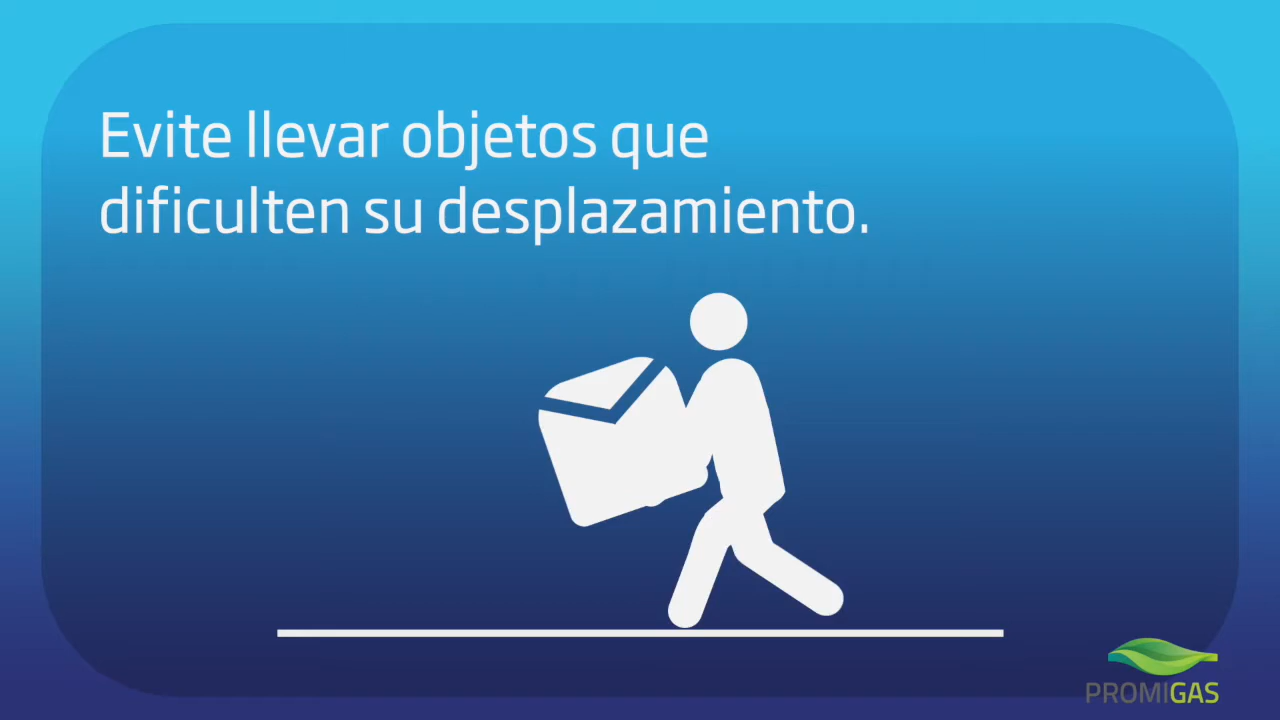 Evite llevar objetos que
dificulten su desplazamiento.
PROMIGAS